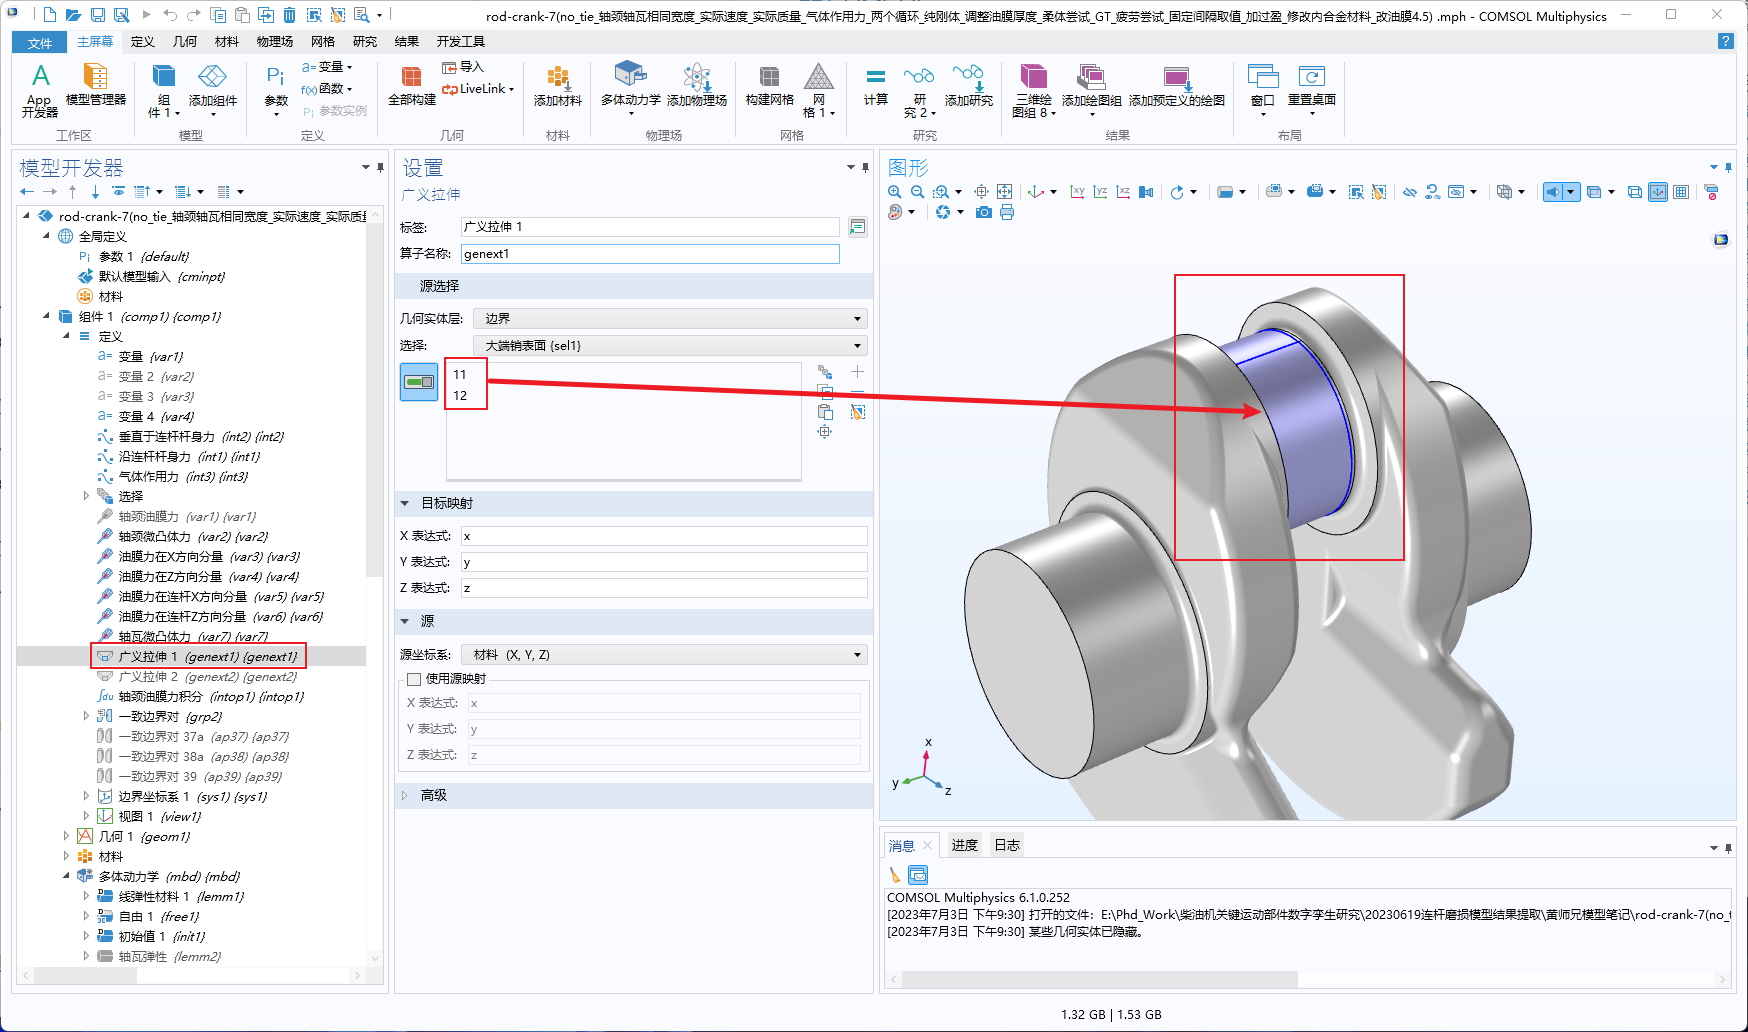 rod-crank-7(no_tie_轴颈轴瓦相同宽度_实际速度_实际质量_气体作用力_两个循环_纯刚体_调整油膜厚度_柔体尝试_GT_疲劳尝试_固定间隔取值_加过盈_修改内合金材料_改油膜4.5) .mph - COMSOL Multiphysics
文件 主屏幕 定义 几何 材料 物理场 网格 研究 结果 开发工具 ?
App
开发器
模型管理器
工作区
组
件 1
添加组件
模型
Pi
参数
a= 变量
f(x) 函数
Pi 参数实例
定义
全部构建
导入
LiveLink
几何
添加材料
材料
多体动力学
添加物理场
物理场
构建网格
网
格 1
网格
计算
研
究 2
添加研究
研究
三维绘
图组 8
添加绘图组
添加预定义的绘图
结果
窗口
重置桌面
布局
模型开发器
rod-crank-7(no_tie_轴颈轴瓦相同宽度_实际速度_实际质
全局定义
Pi 参数 1 (default)
默认模型输入 (cminpt)
材料
组件 1 (comp1) {comp1}
定义
a= 变量 {var1}
a= 变量 2 {var2}
a= 变量 3 {var3}
a= 变量 4 {var4}
垂直于连杆杆身力 (int2) {int2}
沿连杆杆身力 (int1) {int1}
气体作用力 (int3) {int3}
选择
轴颈油膜力 (var1) {var1}
轴颈微凸体力 (var2) {var2}
油膜力在X方向分量 (var3) {var3}
油膜力在Z方向分量 (var4) {var4}
油膜力在连杆X方向分量 (var5) {var5}
油膜力在连杆Z方向分量 (var6) {var6}
轴瓦微凸体力 (var7) {var7}
广义拉伸 1 (genext1) {genext1}
广义拉伸 2 (genext2) {genext2}
∫du 轴颈油膜力积分 (intop1) {intop1}
一致边界对 {grp2}
一致边界对 37a (ap37) {ap37}
一致边界对 38a (ap38) {ap38}
一致边界对 39 (ap39) {ap39}
边界坐标系 1 (sys1) {sys1}
视图 1 {view1}
几何 1 {geom1}
材料
多体动力学 (mbd) {mbd}
线弹性材料 1 {lemm1}
自由 1 {free1}
初始值 1 {init1}
轴瓦弹性 {lemm2}
设置
广义拉伸
标签: 广义拉伸 1
算子名称: genext1
源选择
几何实体层: 边界
选择: 大端销表面 {sel1}
11
12
目标映射
X 表达式: x
Y 表达式: y
Z 表达式: z
源
源坐标系: 材料 (X, Y, Z)
使用源映射
X 表达式: x
Y 表达式: y
Z 表达式: z
高级
图形
xy yz xz
x
y
z
消息 进度 日志
COMSOL Multiphysics 6.1.0.252
[2023年7月3日 下午9:30] 打开的文件：E:\Phd_Work\柴油机关键运动部件数字孪生研究\20230619连杆磨损模型结果提取\黄师兄模型笔记\rod-crank-7(no_t
[2023年7月3日 下午9:30] 某些几何实体已隐藏。
1.32 GB | 1.53 GB